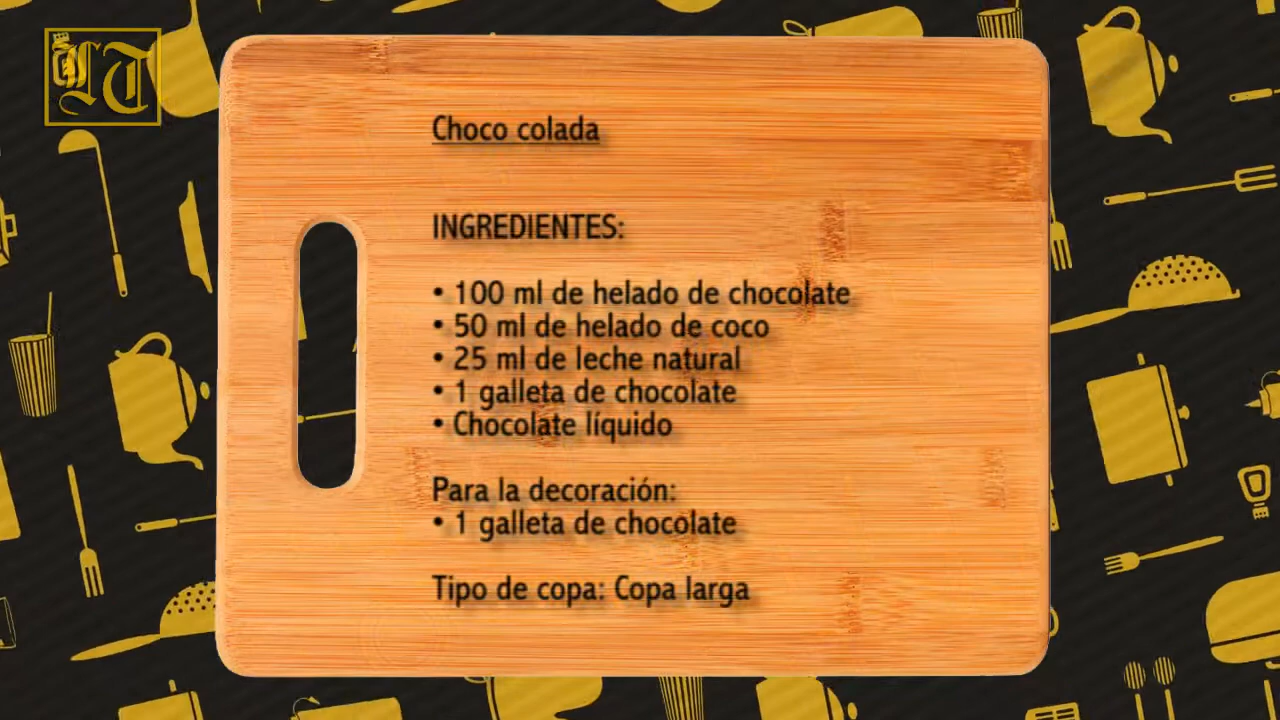 LT
Choco colada
INGREDIENTES:
• 100 ml de helado de chocolate
• 50 ml de helado de coco
• 25 ml de leche natural
• 1 galleta de chocolate
• Chocolate líquido
Para la decoración:
• 1 galleta de chocolate
Tipo de copa: Copa larga